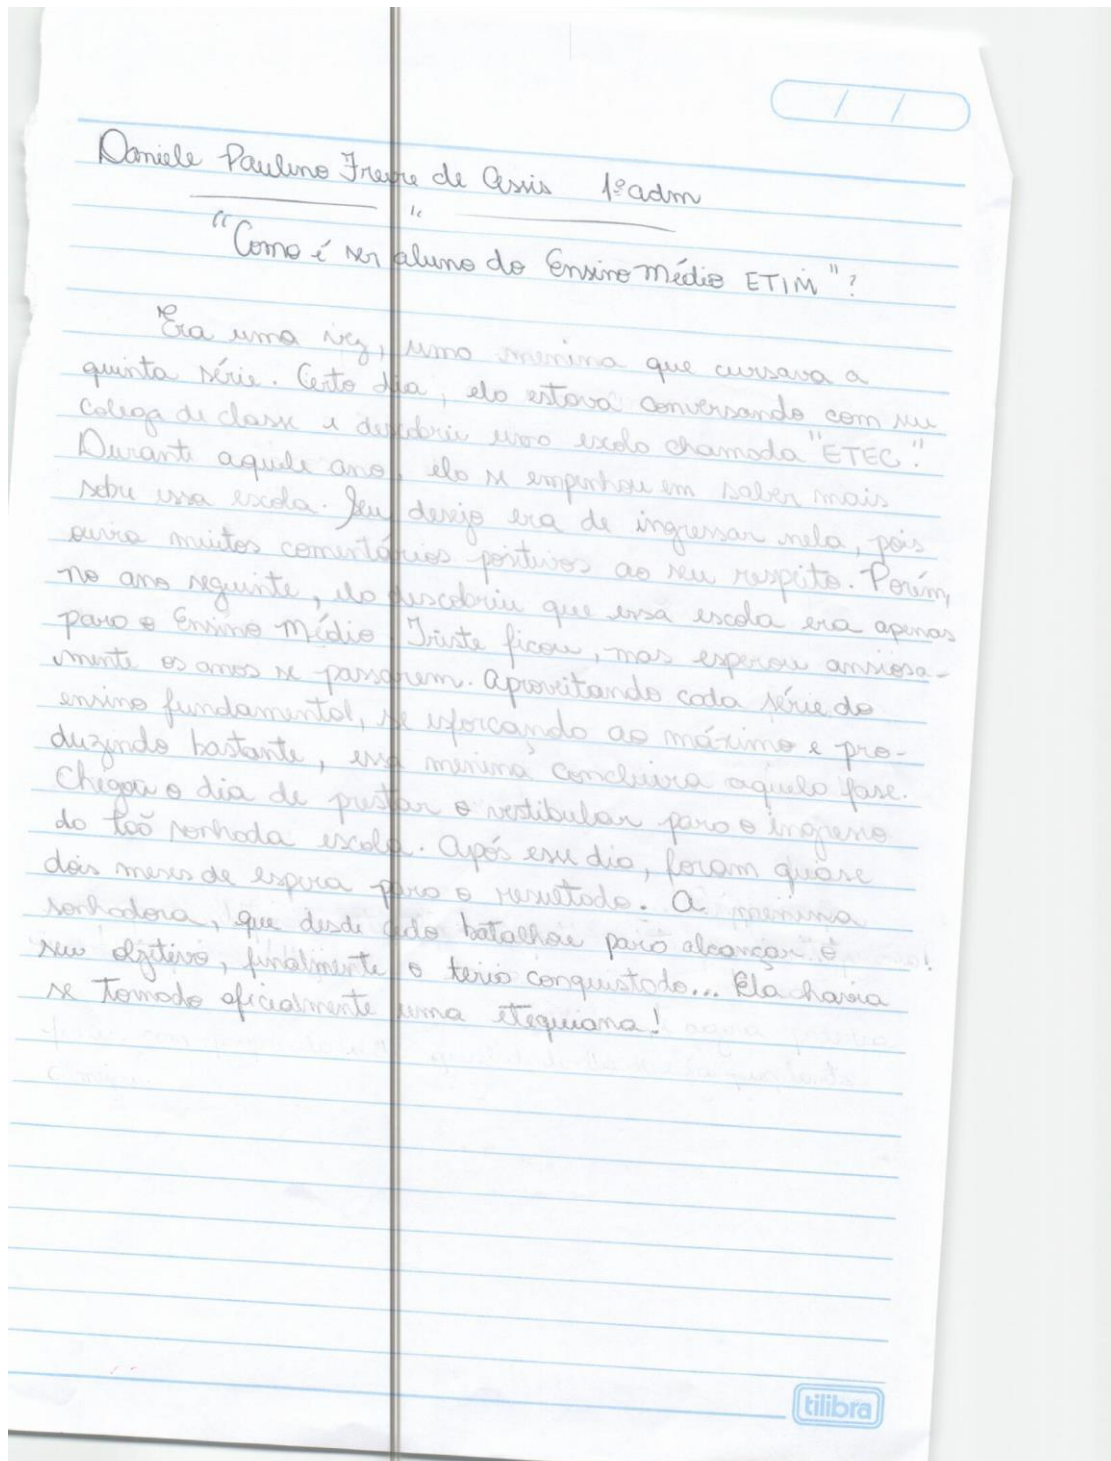 Daniele Paulino Freire de Assis 1º adm
"Como é ser aluno do Ensino Médio ETIM"?
Era uma vez, uma menina que cursava a
quinta série. Certo dia, ela estava conversando com seu
colega de classe e descobriu uma escola chamada "ETEC".
Durante aquele ano, ela se empenhou em saber mais
sobre essa escola. Seu desejo era de ingressar nela, pois
ouvia muitos comentários positivos ao seu respeito. Porém,
no ano seguinte, ela descobriu que essa escola era apenas
para o Ensino Médio. Triste ficou, mas esperou ansiosa-
mente os anos se passarem. Aproveitando cada série do
ensino fundamental, se esforçando ao máximo e pro-
duzindo bastante, essa menina concluira aquela fase.
Chegou o dia de prestar o vestibular para o ingresso
da tão sonhada escola. Após esse dia, foram quase
dois meses de espera para o resultado. A menina
sonhadora, que desde cedo batalhou para alcançar o
seu objetivo, finalmente o teria conquistado... Ela havia
se tornado oficialmente uma etequiana!
tilibra